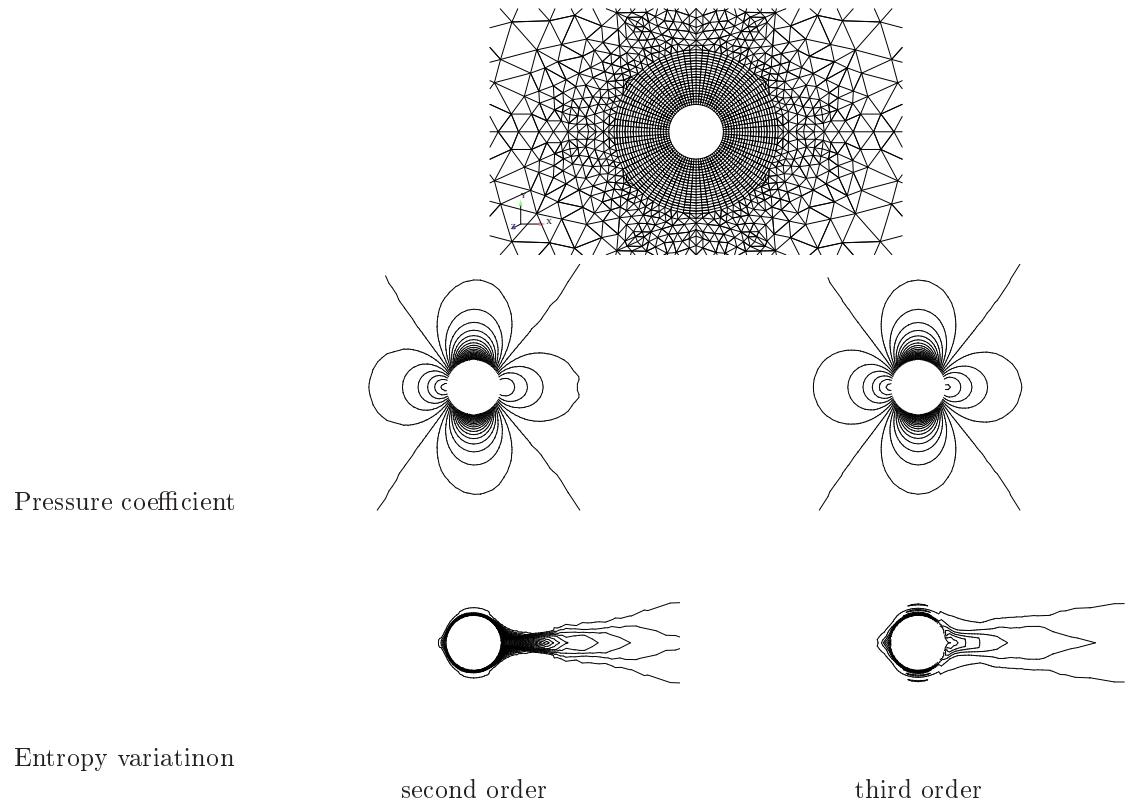 Y
Z X
Pressure coefficient
Entropy variatinon
second order
third order